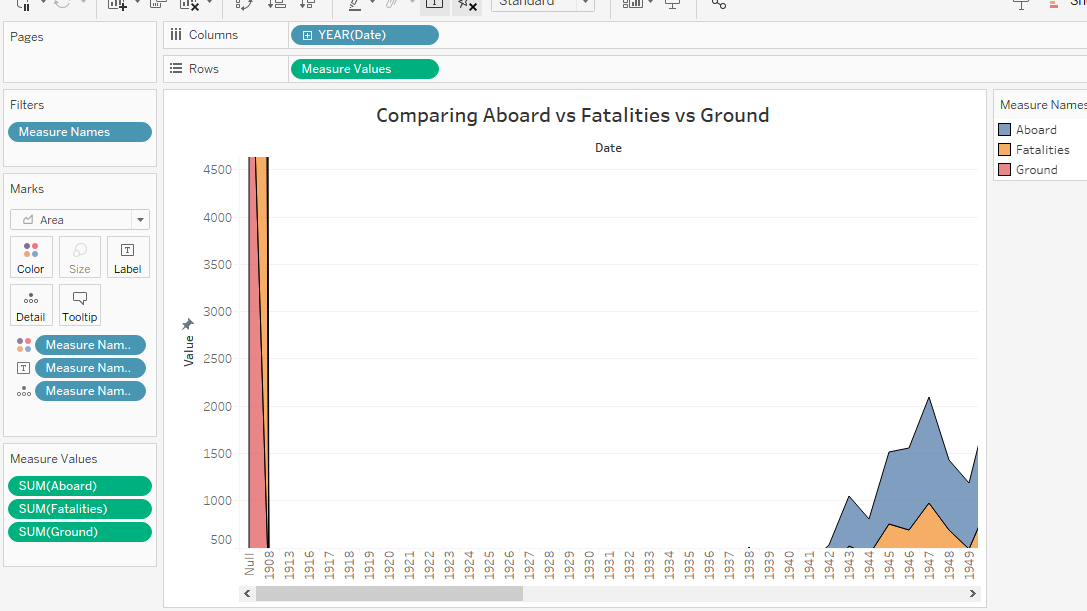 Standard
Pages
Columns
YEAR(Date)
Rows
Measure Values
Filters
Measure Names
Marks
Area
Color
Size
Label
Detail
Tooltip
Measure Nam..
Measure Nam..
Measure Nam..
Measure Values
SUM(Aboard)
SUM(Fatalities)
SUM(Ground)
Comparing Aboard vs Fatalities vs Ground
Date
Value
4500
4000
3500
3000
2500
2000
1500
1000
500
Null
1908
1913
1916
1917
1918
1919
1920
1921
1922
1923
1924
1925
1926
1927
1928
1929
1930
1931
1932
1933
1934
1935
1936
1937
1938
1939
1940
1941
1942
1943
1944
1945
1946
1947
1948
1949
Measure Names
Aboard
Fatalities
Ground